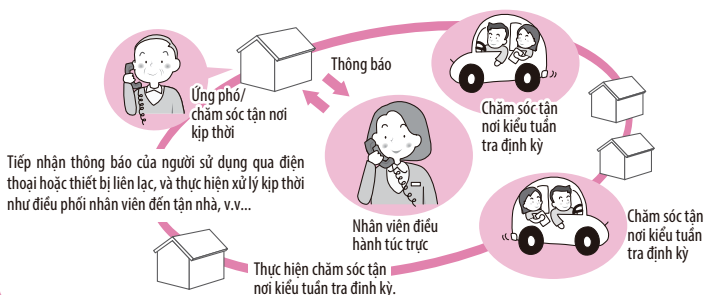 Thông báo
Ứng phó/
chăm sóc tận nơi
kịp thời
Chăm sóc tận
nơi kiểu tuần
tra định kỳ
Tiếp nhận thông báo của người sử dụng qua điện
thoại hoặc thiết bị liên lạc, và thực hiện xử lý kịp thời
như điều phối nhân viên đến tận nhà, v.v...
Nhân viên điều
hành túc trực
Chăm sóc tận
nơi kiểu tuần
tra định kỳ
Thực hiện chăm sóc tận
nơi kiểu tuần tra định kỳ.